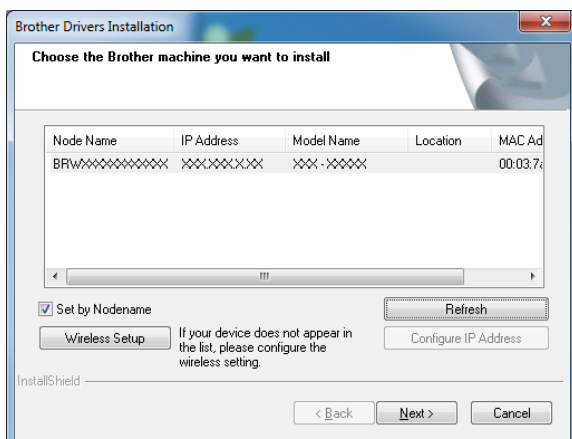 Brother Drivers Installation
Choose the Brother machine you want to install
Node Name IP Address Model Name Location MAC Ad
BRWXXXXXXXXXXXX XXX.XXX.X.XX XXX - XXXXX 00:03:7a
Set by Nodename
Refresh
Wireless Setup
If your device does not appear in
the list, please configure the
wireless setting.
Configure IP Address
InstallShield
< Back Next > Cancel